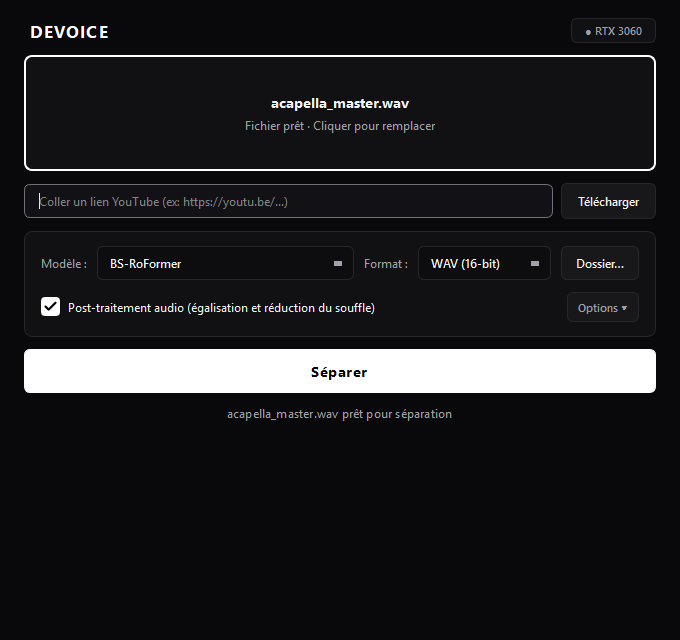 DEVOICE
● RTX 3060
acapella_master.wav
Fichier prêt · Cliquer pour remplacer
Coller un lien YouTube (ex: https://youtu.be/...)
Télécharger
Modèle :
BS-RoFormer
Format :
WAV (16-bit)
Dossier...
Post-traitement audio (égalisation et réduction du souffle)
Options ▾
Séparer
acapella_master.wav prêt pour séparation